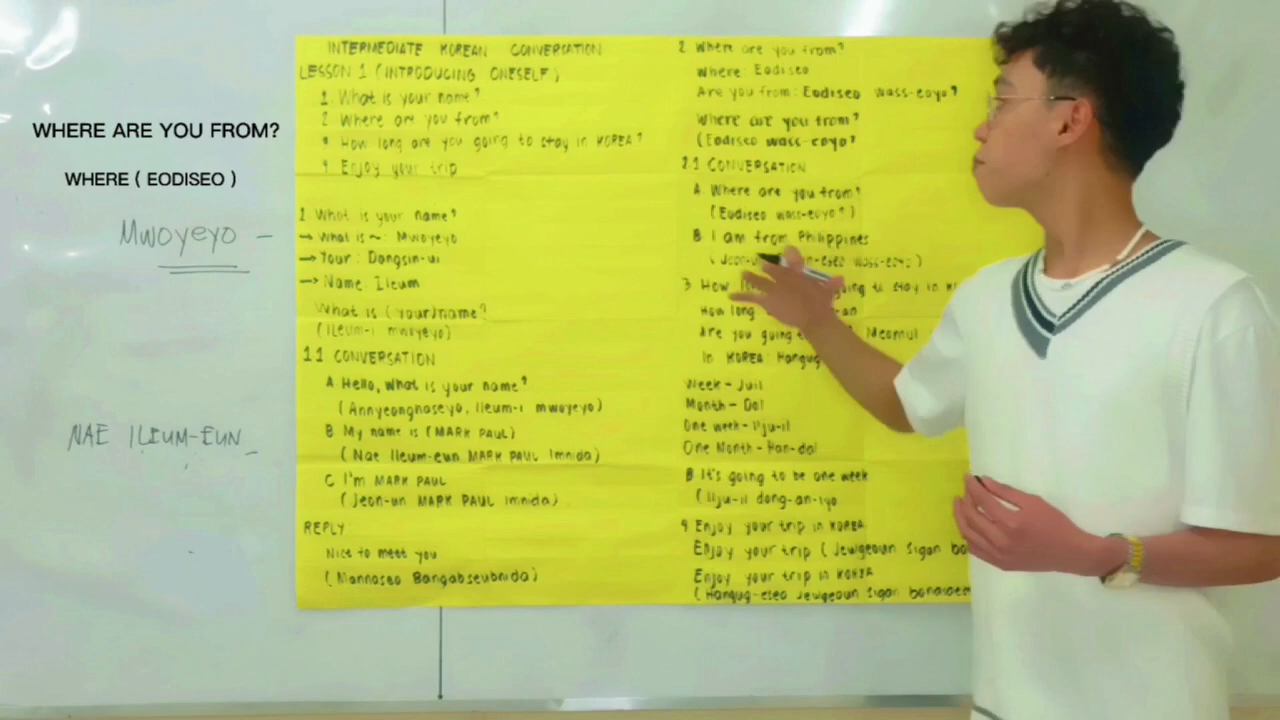 WHERE ARE YOU FROM?
WHERE ( EODISEO )
Mwoyeyo –
NAE ILEUM-EUN
INTERMEDIATE KOREAN CONVERSATION
LESSON 1 (INTRODUCING ONESELF)
1. What is your name?
2 Where are you from?
3 How long are you going to stay in KOREA?
4 Enjoy your trip
1. What is your name?
→ What is ~: Mwoyeyo
→ Your : Dangsin-ui
→ Name: Ileum
What is (your) name?
(Ileum-i mwoyeyo)
1.1 CONVERSATION
A. Hello, What is your name?
(Annyeonghaseyo, Ileum-i mwoyeyo)
B My name is (MARK PAUL)
(Nae Ileum-eun MARK PAUL Imnida)
C I'm MARK PAUL
(Jeon-un MARK PAUL Imnida)
REPLY:
Nice to meet you
(Mannaseo Bangabseubnida)
2. Where are you from?
Where: Eodiseo
Are you from: Eodiseo wass-eoyo?
Where are you from?
(Eodiseo wass-eoyo?
2.1 CONVERSATION
A. Where are you from?
(Eodiseo wass-eoyo?)
B I am from Philippines
wass-eoyo)
3 How going to stay in
How long
Are you going Meomul
In KOREA: Hangug
Week – Juil
Month – Dal
One week – Ilju-il
One Month – Han-dal
B It's going to be one week
(Ilju-il dong-an-iyo
4 Enjoy your trip in KOREA
Enjoy your trip (Jeulgeoun Sigan
Enjoy your trip in KOREA
(Hangug-eseo Jeulgeoun Sigan